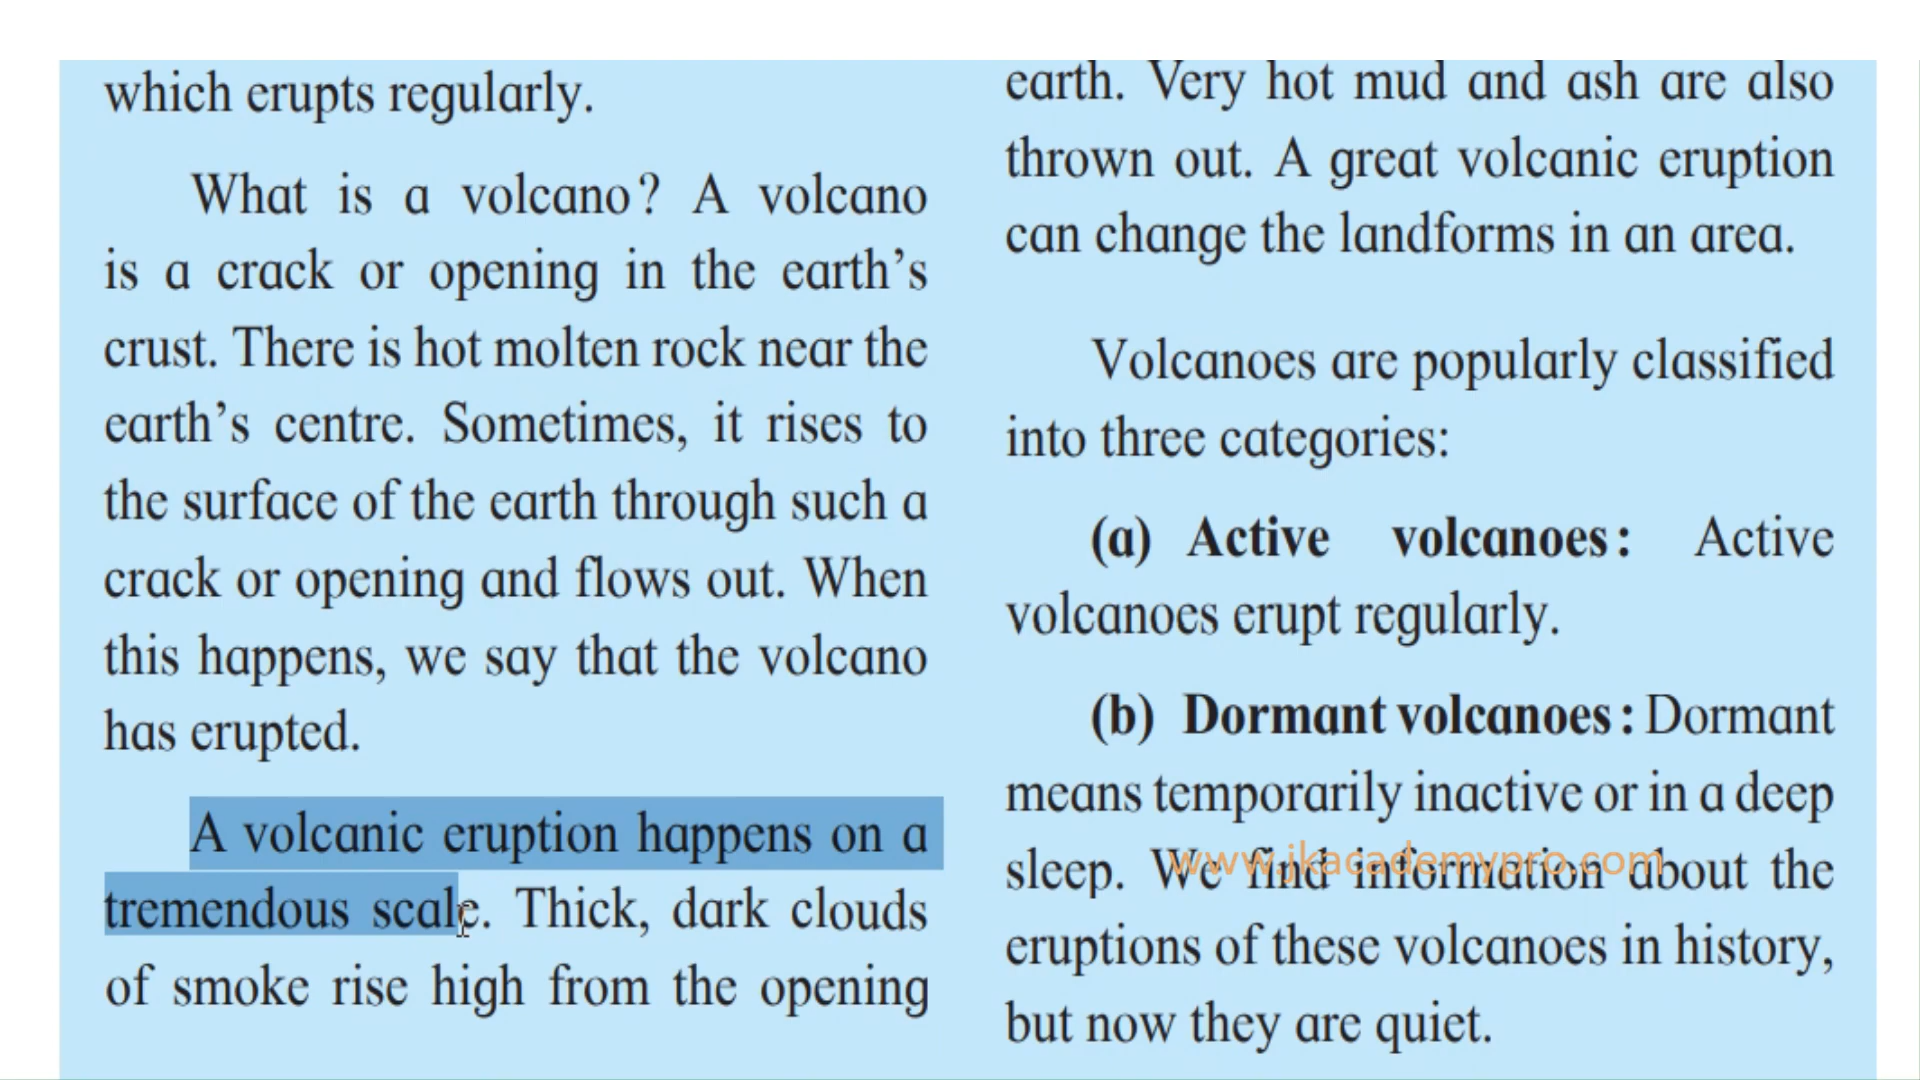 which erupts regularly.
What is a volcano? A volcano
is a crack or opening in the earth's
crust. There is hot molten rock near the
earth's centre. Sometimes, it rises to
the surface of the earth through such a
crack or opening and flows out. When
this happens, we say that the volcano
has erupted.
A volcanic eruption happens on a
tremendous scale. Thick, dark clouds
of smoke rise high from the opening
earth. Very hot mud and ash are also
thrown out. A great volcanic eruption
can change the landforms in an area.
Volcanoes are popularly classified
into three categories:
(a) Active volcanoes: Active
volcanoes erupt regularly.
(b) Dormant volcanoes: Dormant
means temporarily inactive or in a deep
sleep. We find information about the
eruptions of these volcanoes in history,
but now they are quiet.
www.jkacademypro.com